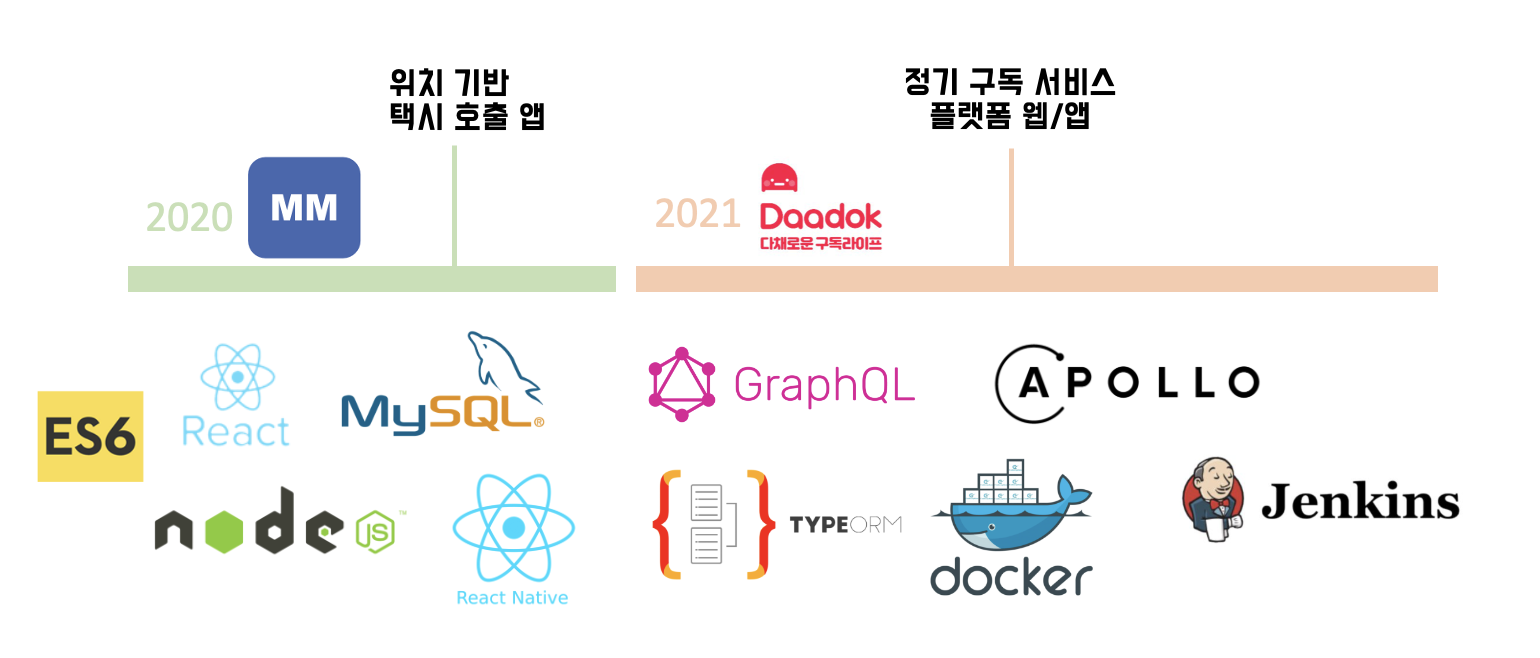 위치 기반
택시 호출 앱
정기 구독 서비스
플랫폼 웹/앱
2020
MM
2021
Daadok
다채로운 구독라이프
ES6
React
MySQL®
GraphQL
APOLLO
node
JS™
React Native
TYPEORM
docker
Jenkins